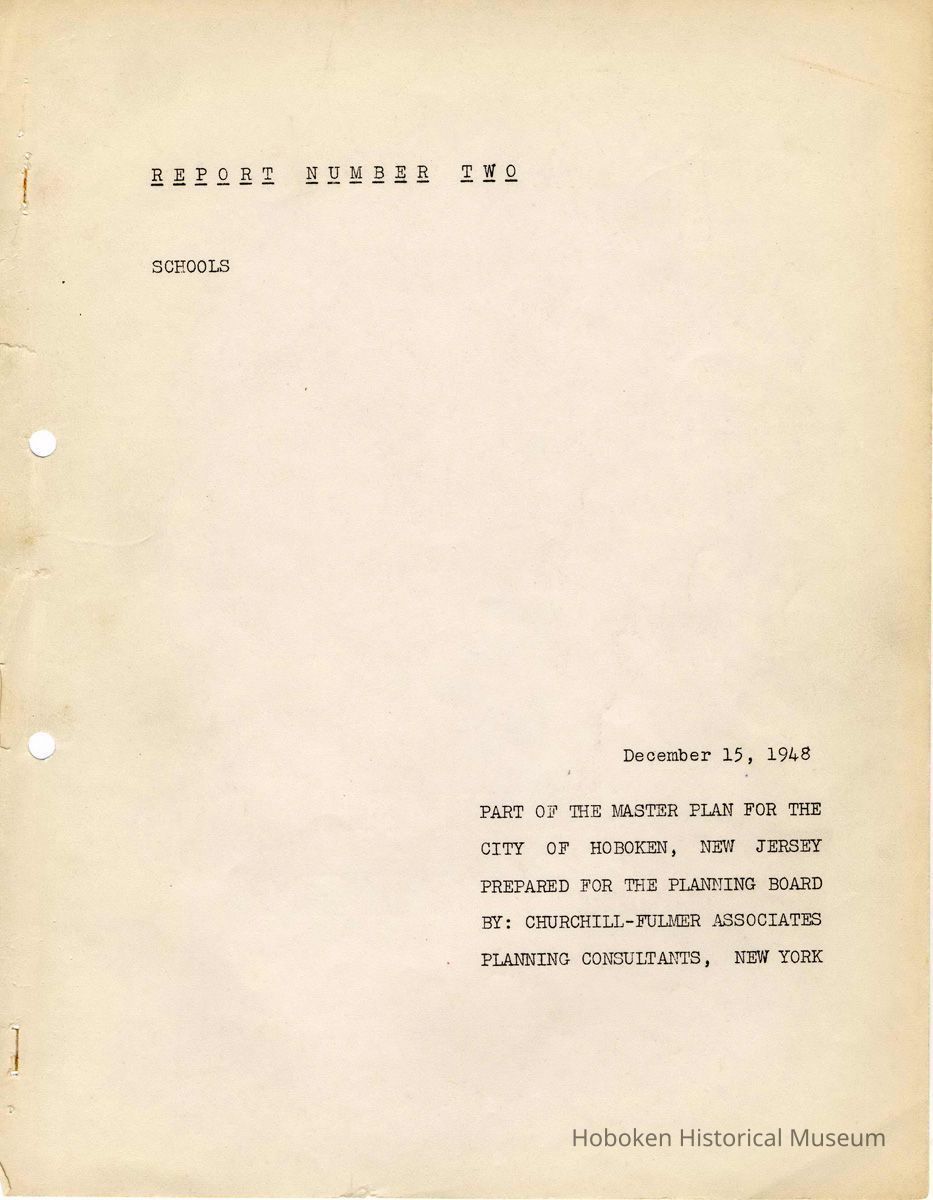 REPORT NUMBER TWO
SCHOOLS
December 15, 1948
PART OF THE MASTER PLAN FOR THE
CITY OF HOBOKEN, NEW JERSEY
PREPARED FOR THE PLANNING BOARD
BY: CHURCHILL-FULMER ASSOCIATES
PLANNING CONSULTANTS, NEW YORK
Hoboken Historical Museum